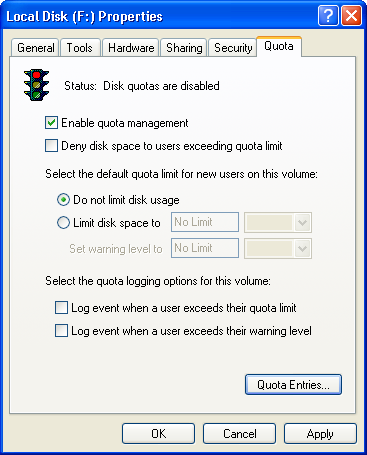 Local Disk (F:) Properties
General Tools Hardware Sharing Security Quota
Status: Disk quotas are disabled
Enable quota management
Deny disk space to users exceeding quota limit
Select the default quota limit for new users on this volume:
Do not limit disk usage
Limit disk space to No Limit
Set warning level to No Limit
Select the quota logging options for this volume:
Log event when a user exceeds their quota limit
Log event when a user exceeds their warning level
Quota Entries...
OK Cancel Apply